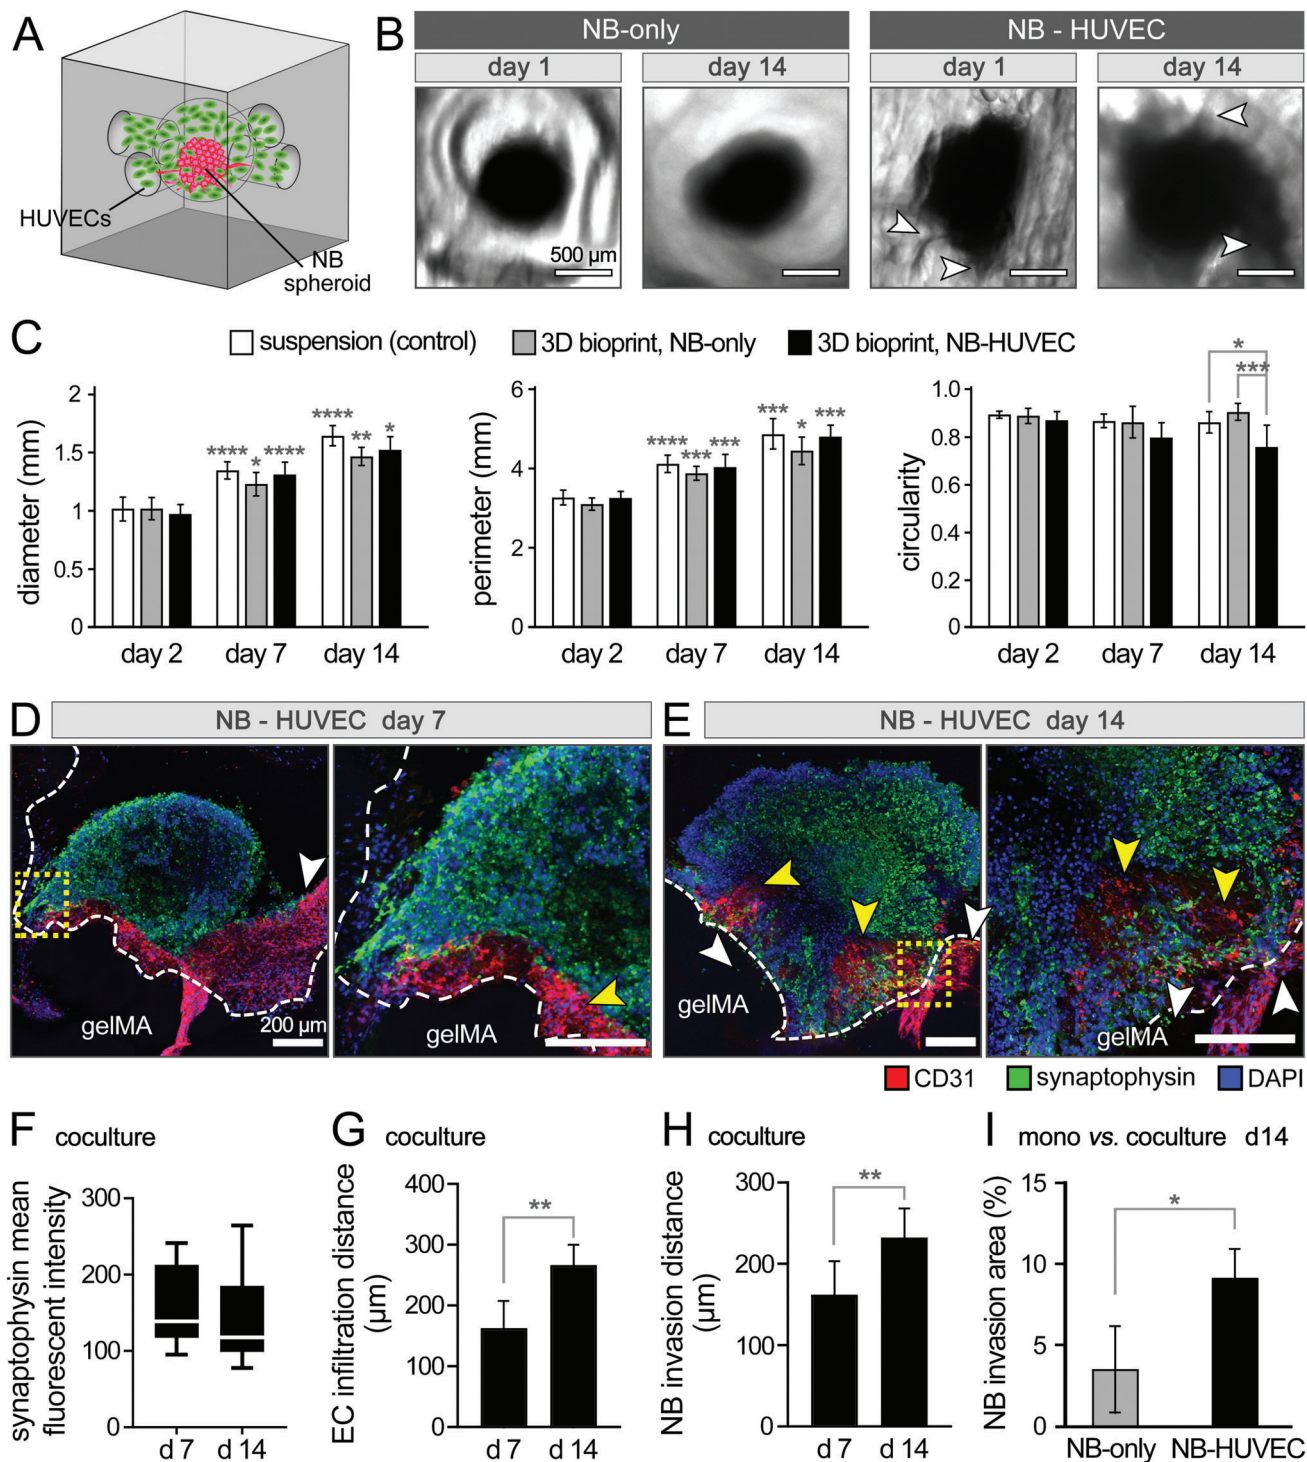 A
HUVECs
NB
spheroid
B
NB-only
NB - HUVEC
day 1
day 14
day 1
day 14
500 µm
C
suspension (control)
3D bioprint, NB-only
3D bioprint, NB-HUVEC
diameter (mm)
2
1.5
1
0.5
0
****
*
****
****
**
*
day 2
day 7
day 14
perimeter (mm)
6
4
2
0
****
***
***
***
*
***
day 2
day 7
day 14
circularity
1.0
0.8
0.6
0.4
0.2
0
*
***
day 2
day 7
day 14
D
NB - HUVEC day 7
gelMA
200 µm
gelMA
E
NB - HUVEC day 14
gelMA
gelMA
CD31
synaptophysin
DAPI
F coculture
synaptophysin mean
fluorescent intensity
300
200
100
0
d 7
d 14
G coculture
EC infiltration distance
(µm)
400
300
200
100
0
**
d 7
d 14
H coculture
NB invasion distance
(µm)
300
200
100
0
**
d 7
d 14
I mono vs. coculture d14
NB invasion area (%)
15
10
5
0
*
NB-only
NB-HUVEC